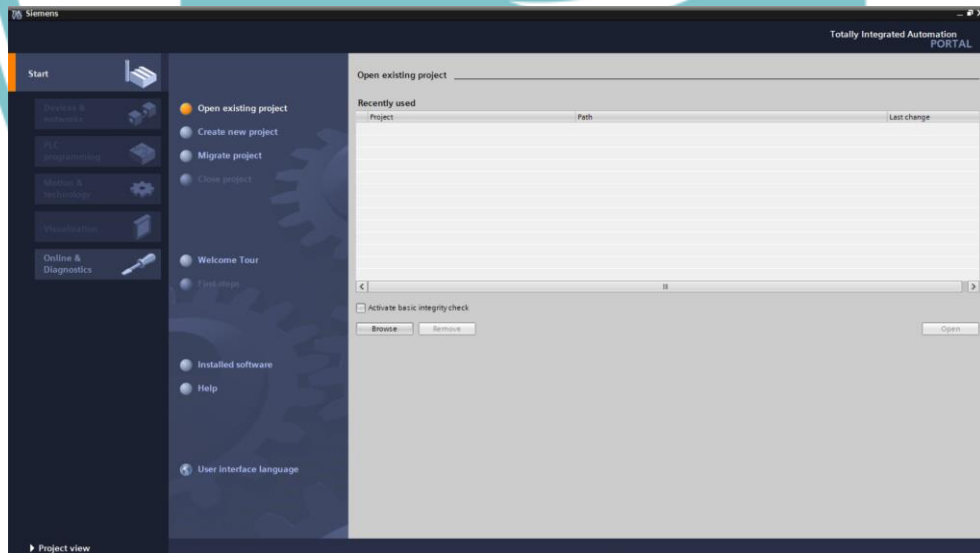 Siemens
Totally Integrated Automation
PORTAL
Start
Devices &
networks
PLC
programming
Motion &
technology
Visualization
Online &
Diagnostics
Open existing project
Create new project
Migrate project
Close project
Welcome Tour
First steps
Installed software
Help
User interface language
Open existing project
Recently used
Project Path Last change
Activate basic integrity check
Browse Remove Open
Project view